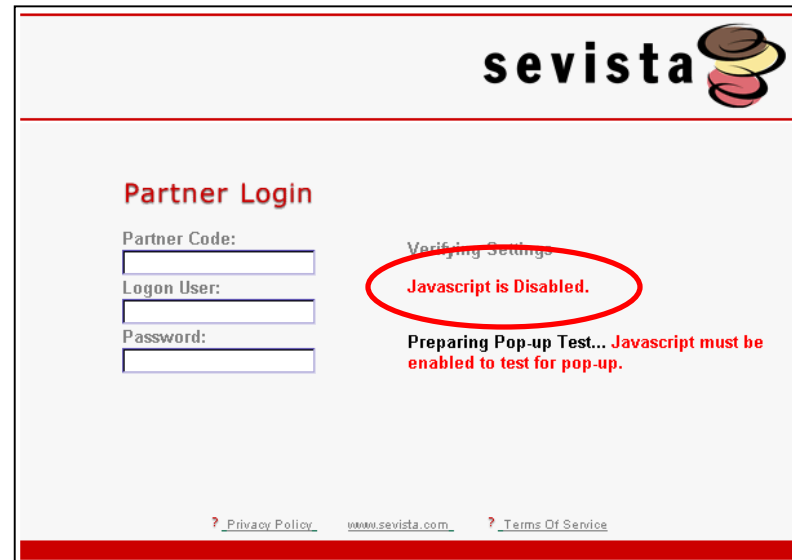 sevista
Partner Login
Partner Code:
Verifying Settings
Logon User:
Javascript is Disabled.
Password:
Preparing Pop-up Test... Javascript must be
enabled to test for pop-up.
? Privacy Policy www.sevista.com ? Terms Of Service